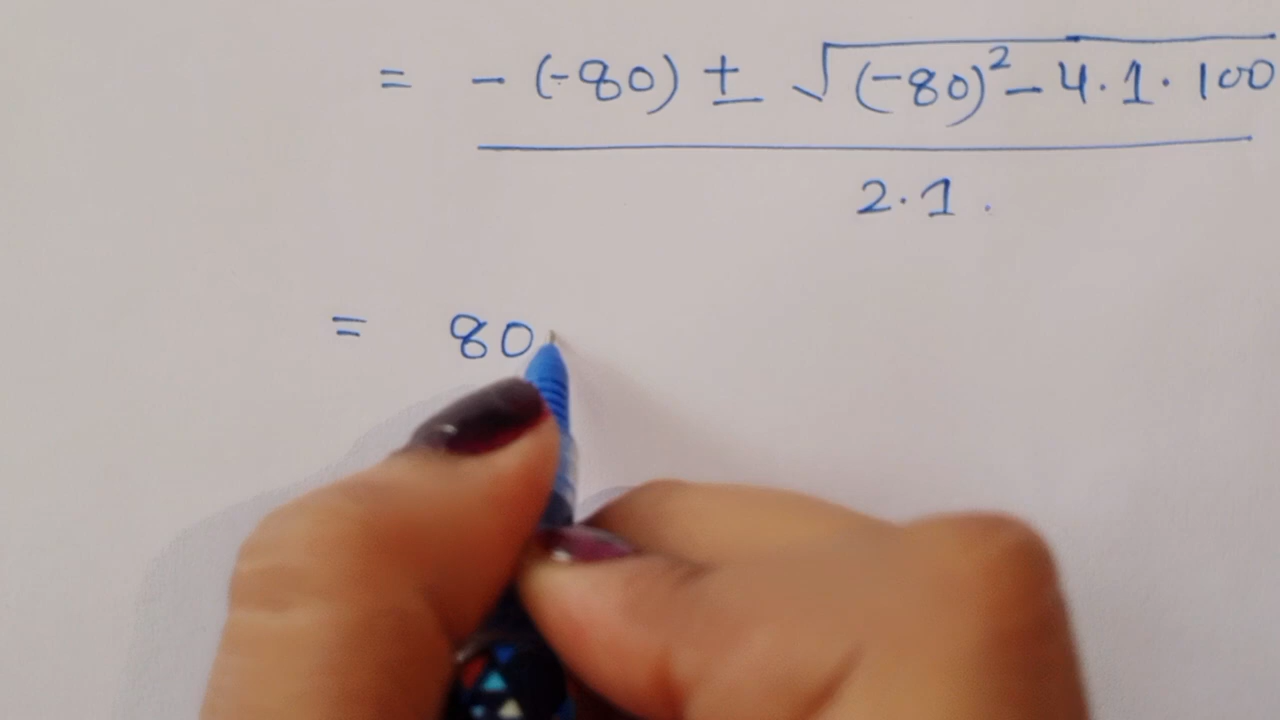 = - (-80) ± √(-80)² - 4.1.100
2.1.
= 80